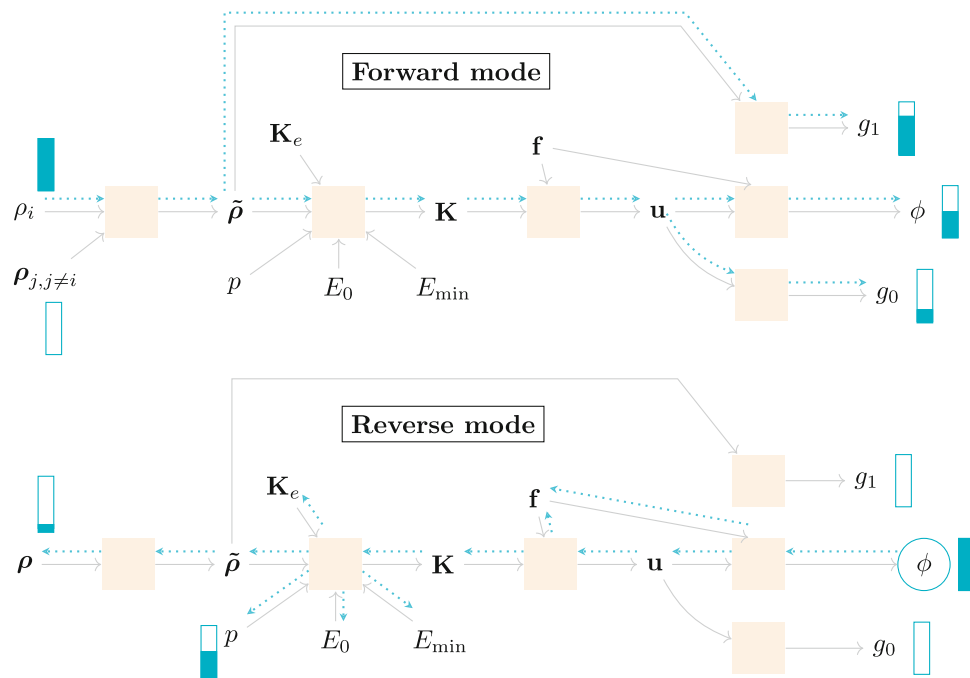 Forward mode
K_e
f
g_1
ρ_i
ρ̃
K
u
ϕ
ρ_{j,j≠i}
p
E_0
E_min
g_0
Reverse mode
K_e
f
g_1
ρ
ρ̃
K
u
ϕ
p
E_0
E_min
g_0